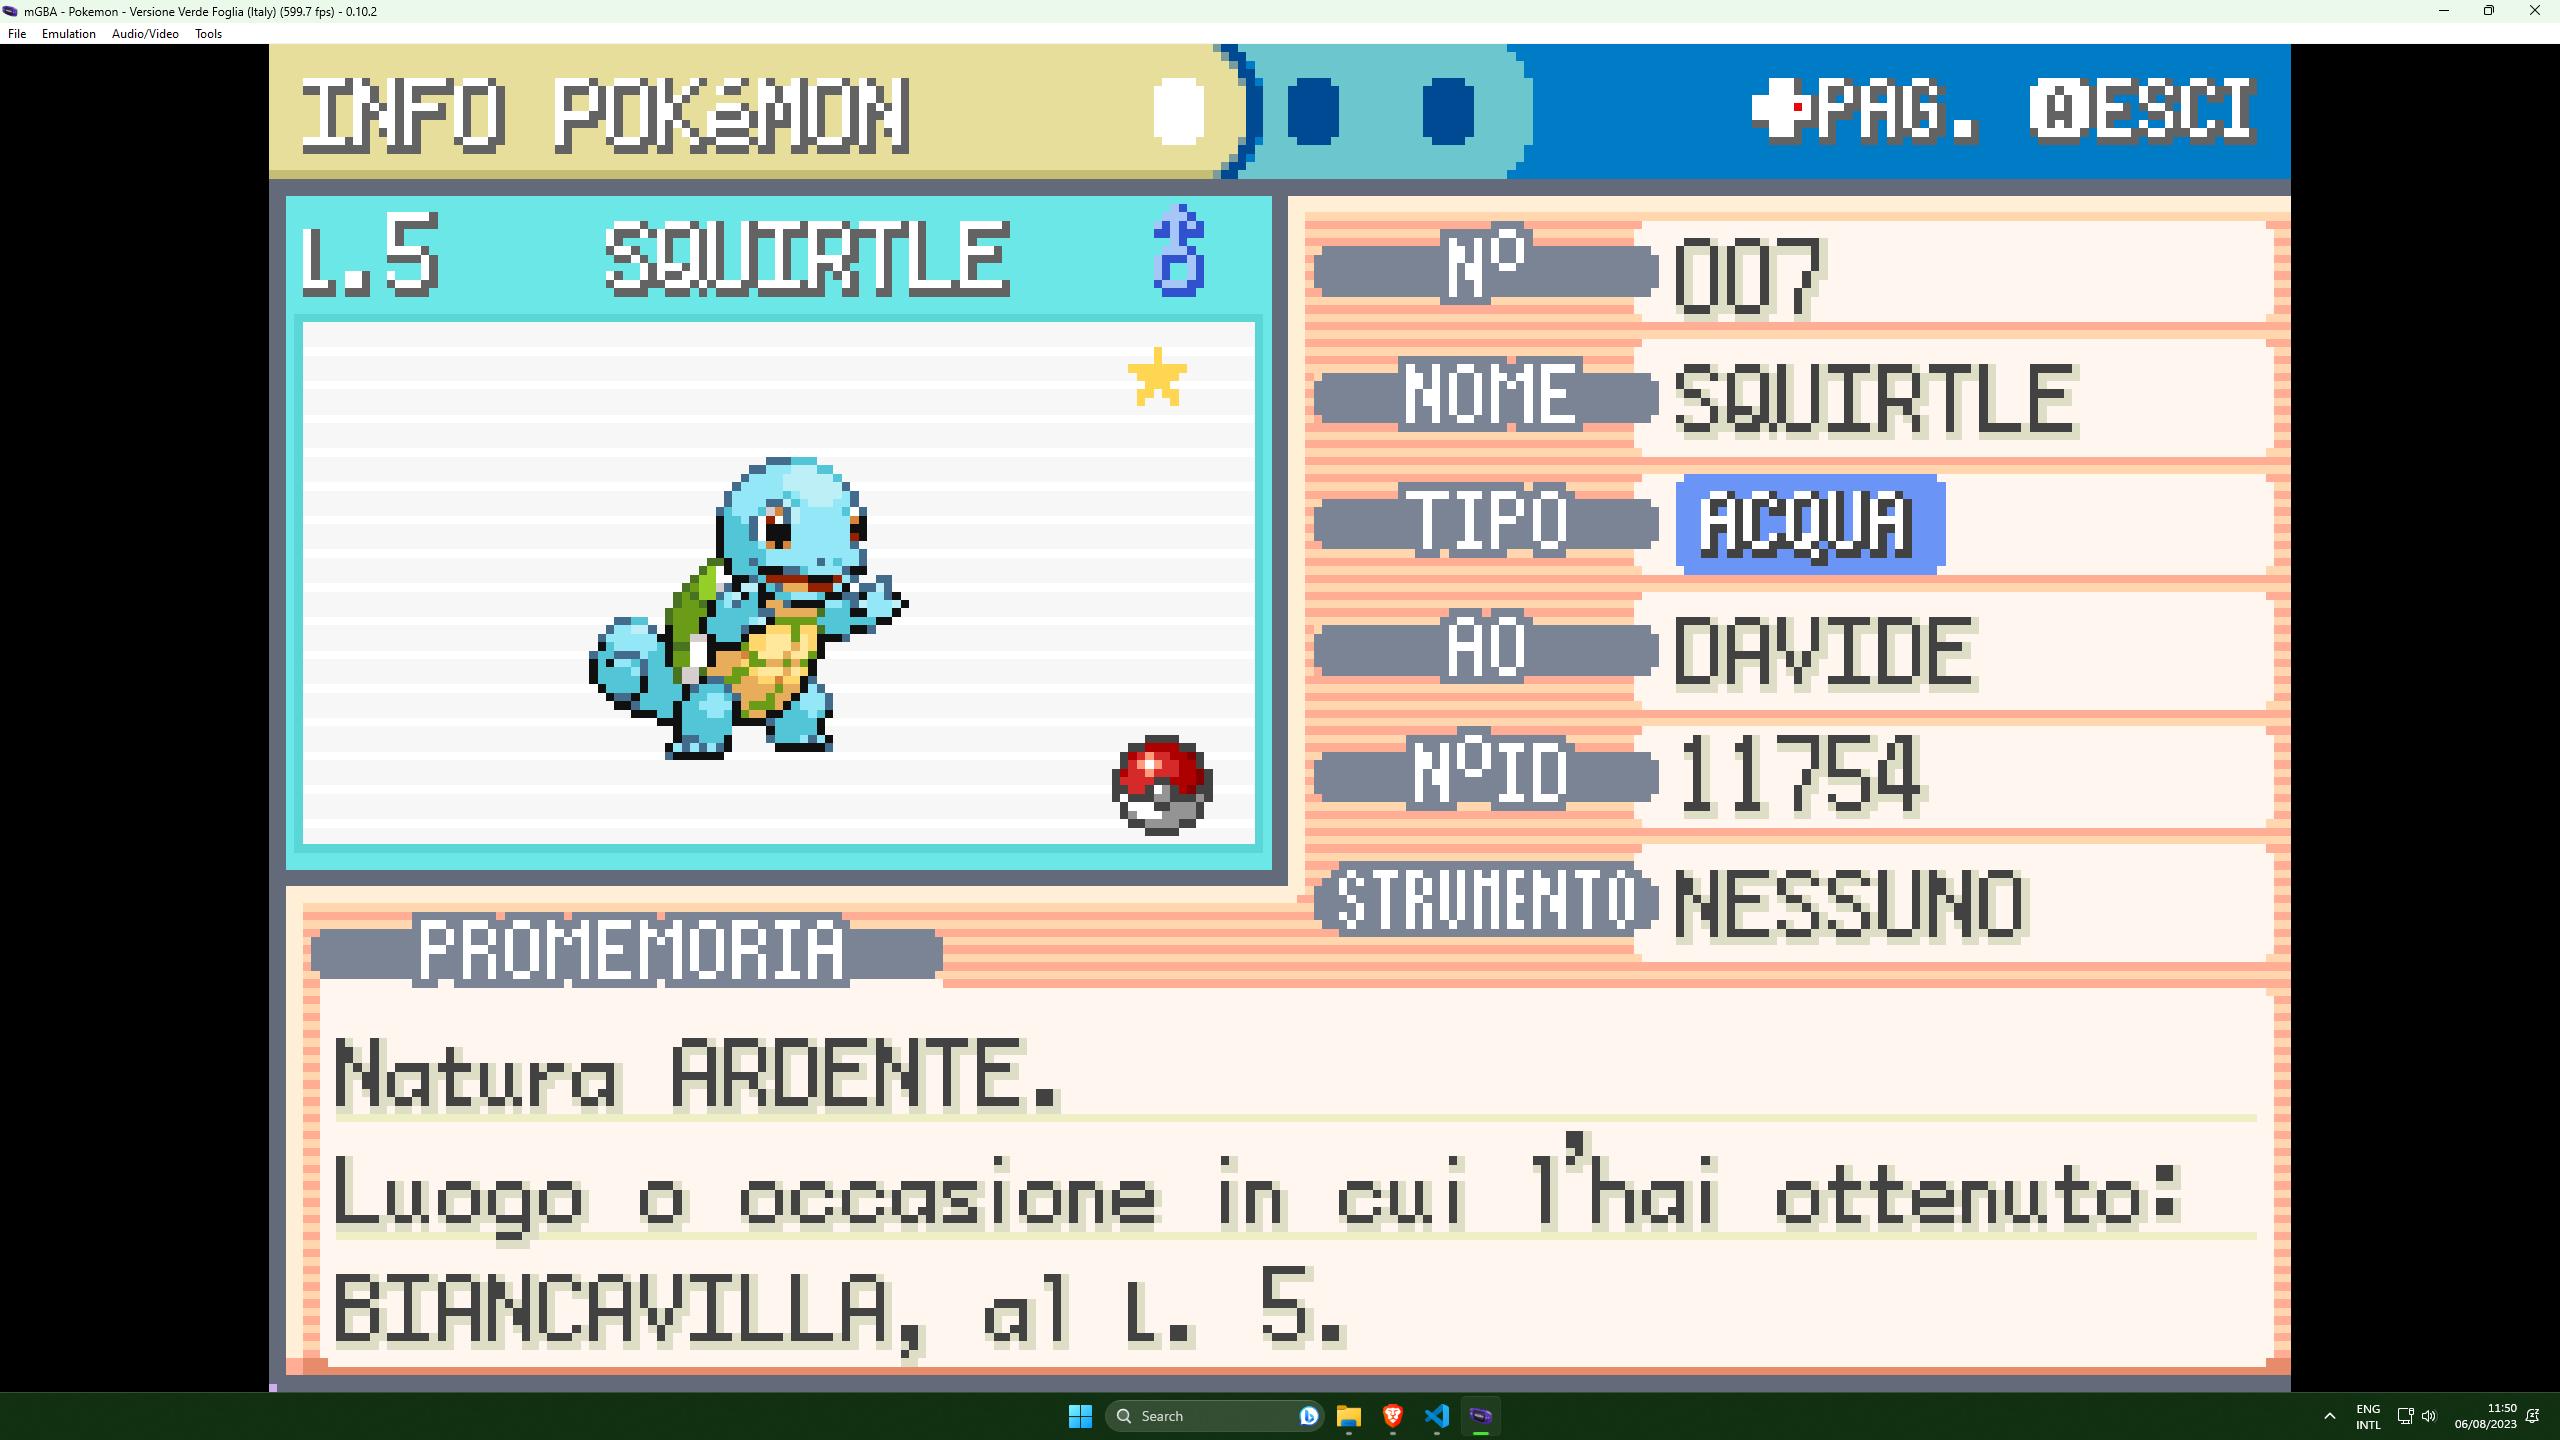 mGBA - Pokemon - Versione Verde Foglia (Italy) (599.7 fps) - 0.10.2
File Emulation Audio/Video Tools
INFO POKéMON PAG. A ESCI
L.5 SQUIRTLE ♂
Nº 007
NOME SQUIRTLE
TIPO ACQUA
AO DAVIDE
NºID 11754
STRUMENTO NESSUNO
PROMEMORIA
Natura ARDENTE.
Luogo o occasione in cui l'hai ottenuto:
BIANCAVILLA, al L. 5.
Search
ENG
INTL
11:50
06/08/2023